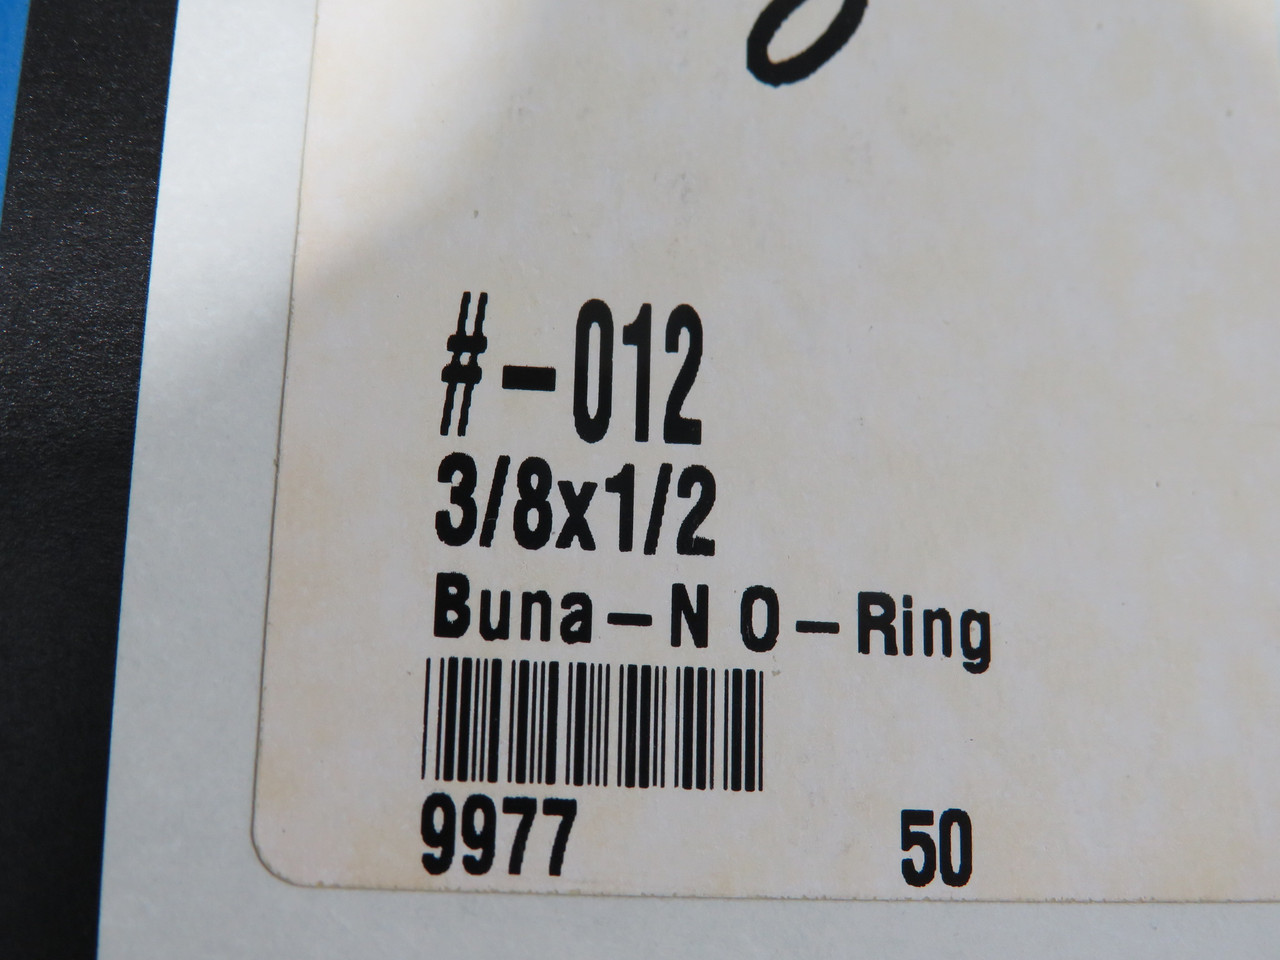 #-012
3/8x1/2
Buna-N O-Ring
9977 50